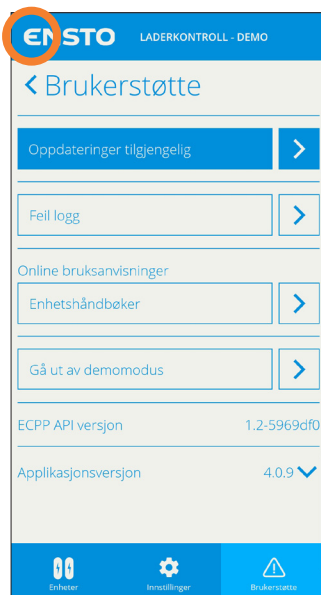 ENSTO LADERKONTROLL - DEMO
Brukerstøtte
Oppdateringer tilgjengelig
Feil logg
Online bruksanvisninger
Enhetshåndbøker
Gå ut av demomodus
ECPP API versjon 1.2-5969df0
Applikasjonsversjon 4.0.9
Enheter Innstillinger Brukerstøtte